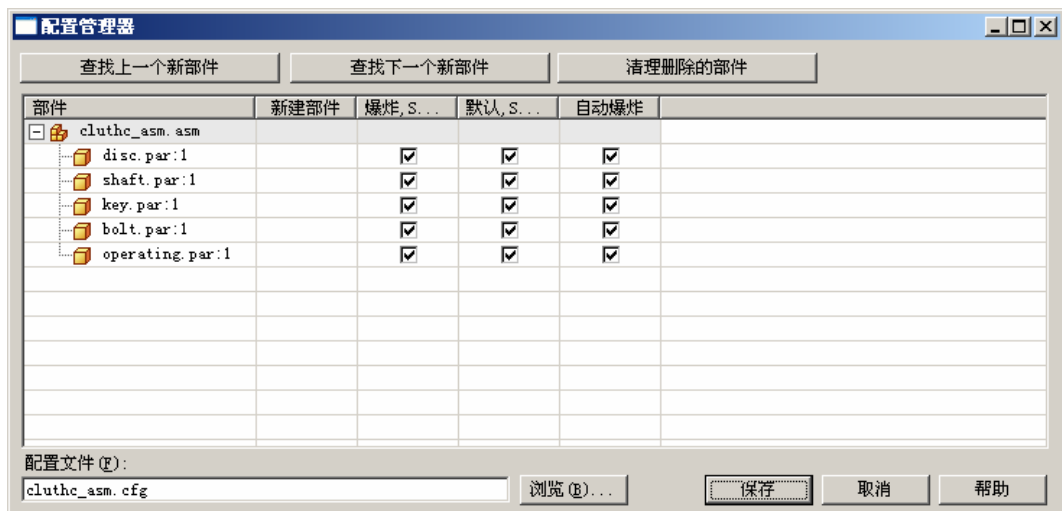 配置管理器
查找上一个新部件 查找下一个新部件 清理删除的部件
部件 新建部件 爆炸,S... 默认,S... 自动爆炸
cluthc_asm.asm
disc.par:1
shaft.par:1
key.par:1
bolt.par:1
operating.par:1
配置文件(F):
cluthc_asm.cfg 浏览(B)... 保存 取消 帮助